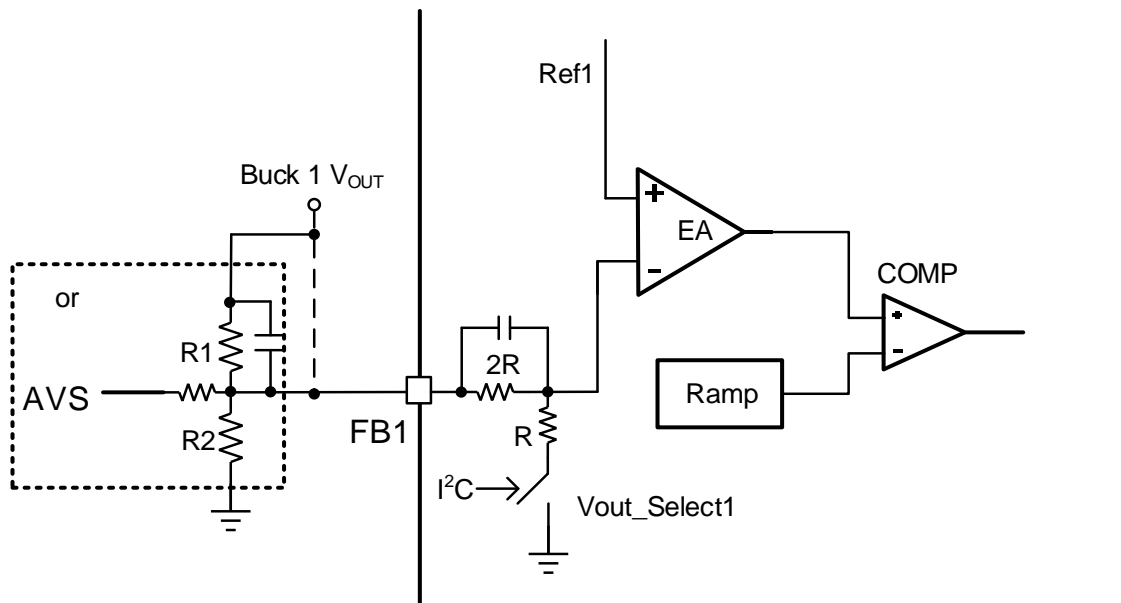 Ref1
Buck 1 VOUT
+
EA
-
COMP
or
+
R1
2R
-
AVS
Ramp
FB1
R2
R
I²C
Vout_Select1